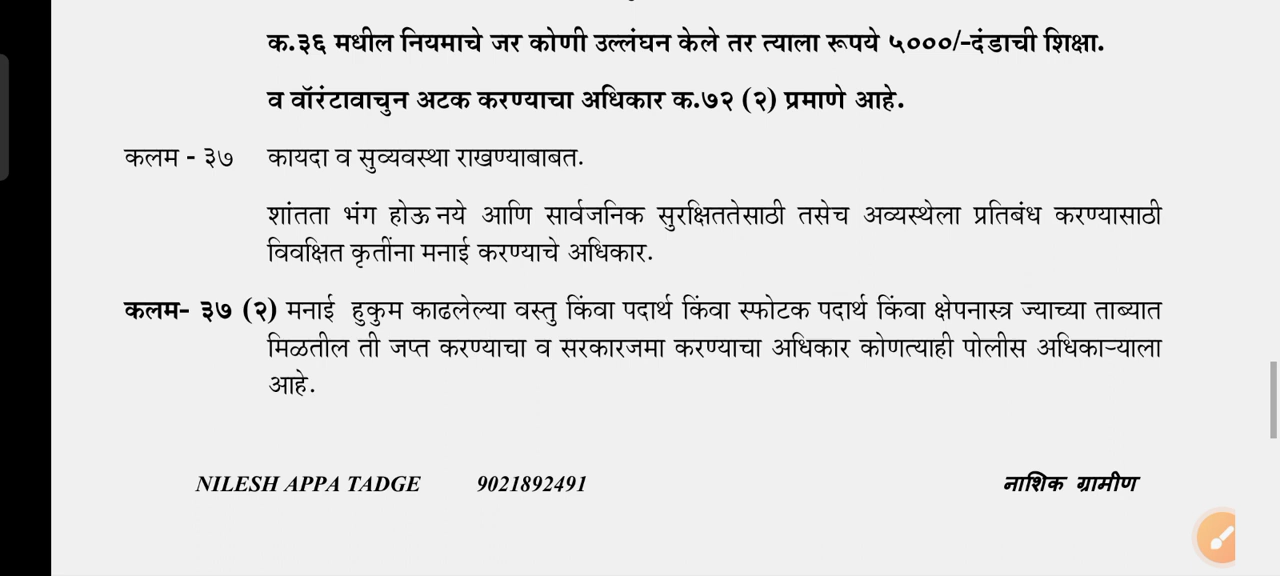 क.३६ मधील नियमाचे जर कोणी उल्लंघन केले तर त्याला रूपये ५०००/-दंडाची शिक्षा.
व वॉरंटावाचुन अटक करण्याचा अधिकार क.७२ (२) प्रमाणे आहे.
कलम - ३७ कायदा व सुव्यवस्था राखण्याबाबत.
शांतता भंग होऊ नये आणि सार्वजनिक सुरक्षिततेसाठी तसेच अव्यस्थेला प्रतिबंध करण्यासाठी
विवक्षित कृतींना मनाई करण्याचे अधिकार.
कलम- ३७ (२) मनाई हुकुम काढलेल्या वस्तु किंवा पदार्थ किंवा स्फोटक पदार्थ किंवा क्षेपनास्त्र ज्याच्या ताब्यात
मिळतील ती जप्त करण्याचा व सरकारजमा करण्याचा अधिकार कोणत्याही पोलीस अधिकाऱ्याला
आहे.
NILESH APPA TADGE 9021892491 नाशिक ग्रामीण